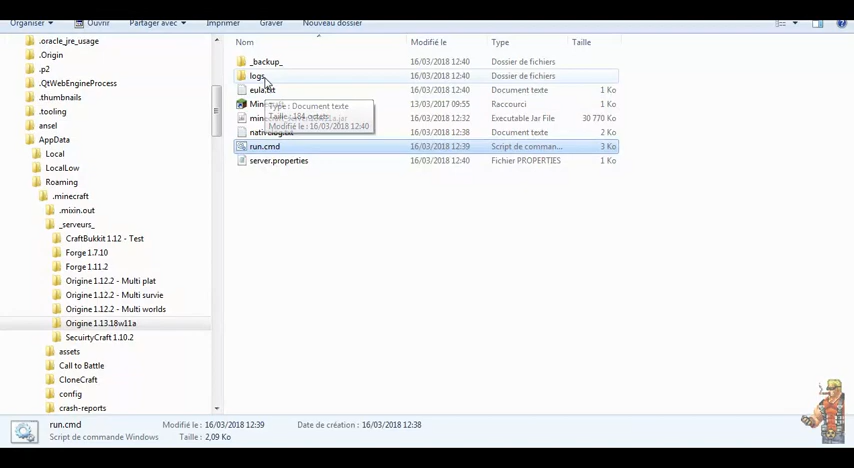 Organiser Ouvrir Partager avec Imprimer Graver Nouveau dossier
Nom Modifié le Type Taille
.oracle_jre_usage
.Origin
.p2
.QtWebEngineProcess
.thumbnails
.tooling
ansel
AppData
Local
LocalLow
Roaming
.minecraft
.mixin.out
_serveurs_
CraftBukkit 1.12 - Test
Forge 1.7.10
Forge 1.11.2
Origine 1.12.2 - Multi plat
Origine 1.12.2 - Multi survie
Origine 1.12.2 - Multi worlds
Origine 1.13.18w11a
SecuirtyCraft 1.10.2
assets
Call to Battle
CloneCraft
config
crash-reports
_backup_ 16/03/2018 12:40 Dossier de fichiers
logs 16/03/2018 12:40 Dossier de fichiers
eula.txt 16/03/2018 12:40 Document texte 1 Ko
13/03/2017 09:55 Raccourci 1 Ko
16/03/2018 12:32 Executable Jar File 30 770 Ko
16/03/2018 12:38 Document texte 2 Ko
run.cmd 16/03/2018 12:39 Script de comman... 3 Ko
server.properties 16/03/2018 12:40 Fichier PROPERTIES 1 Ko
Type : Document texte
Taille : 184 octets
Modifié le : 16/03/2018 12:40
run.cmd Modifié le : 16/03/2018 12:39 Date de création : 16/03/2018 12:38
Script de commande Windows Taille : 2,09 Ko